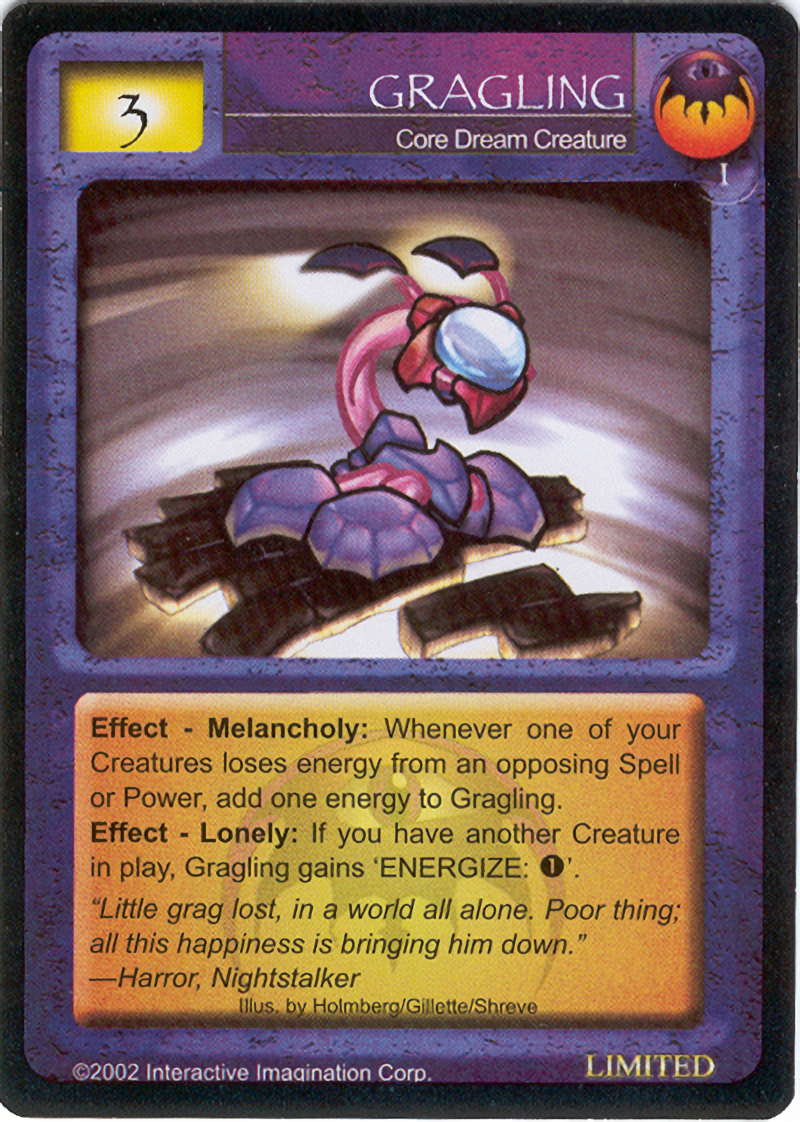 3
GRAGLING
Core Dream Creature
I
Effect - Melancholy: Whenever one of your
Creatures loses energy from an opposing Spell
or Power, add one energy to Gragling.
Effect - Lonely: If you have another Creature
in play, Gragling gains ‘ENERGIZE: ❶’.
“Little grag lost, in a world all alone. Poor thing;
all this happiness is bringing him down.”
—Harror, Nightstalker
Illus. by Holmberg/Gillette/Shreve
©2002 Interactive Imagination Corp.
LIMITED